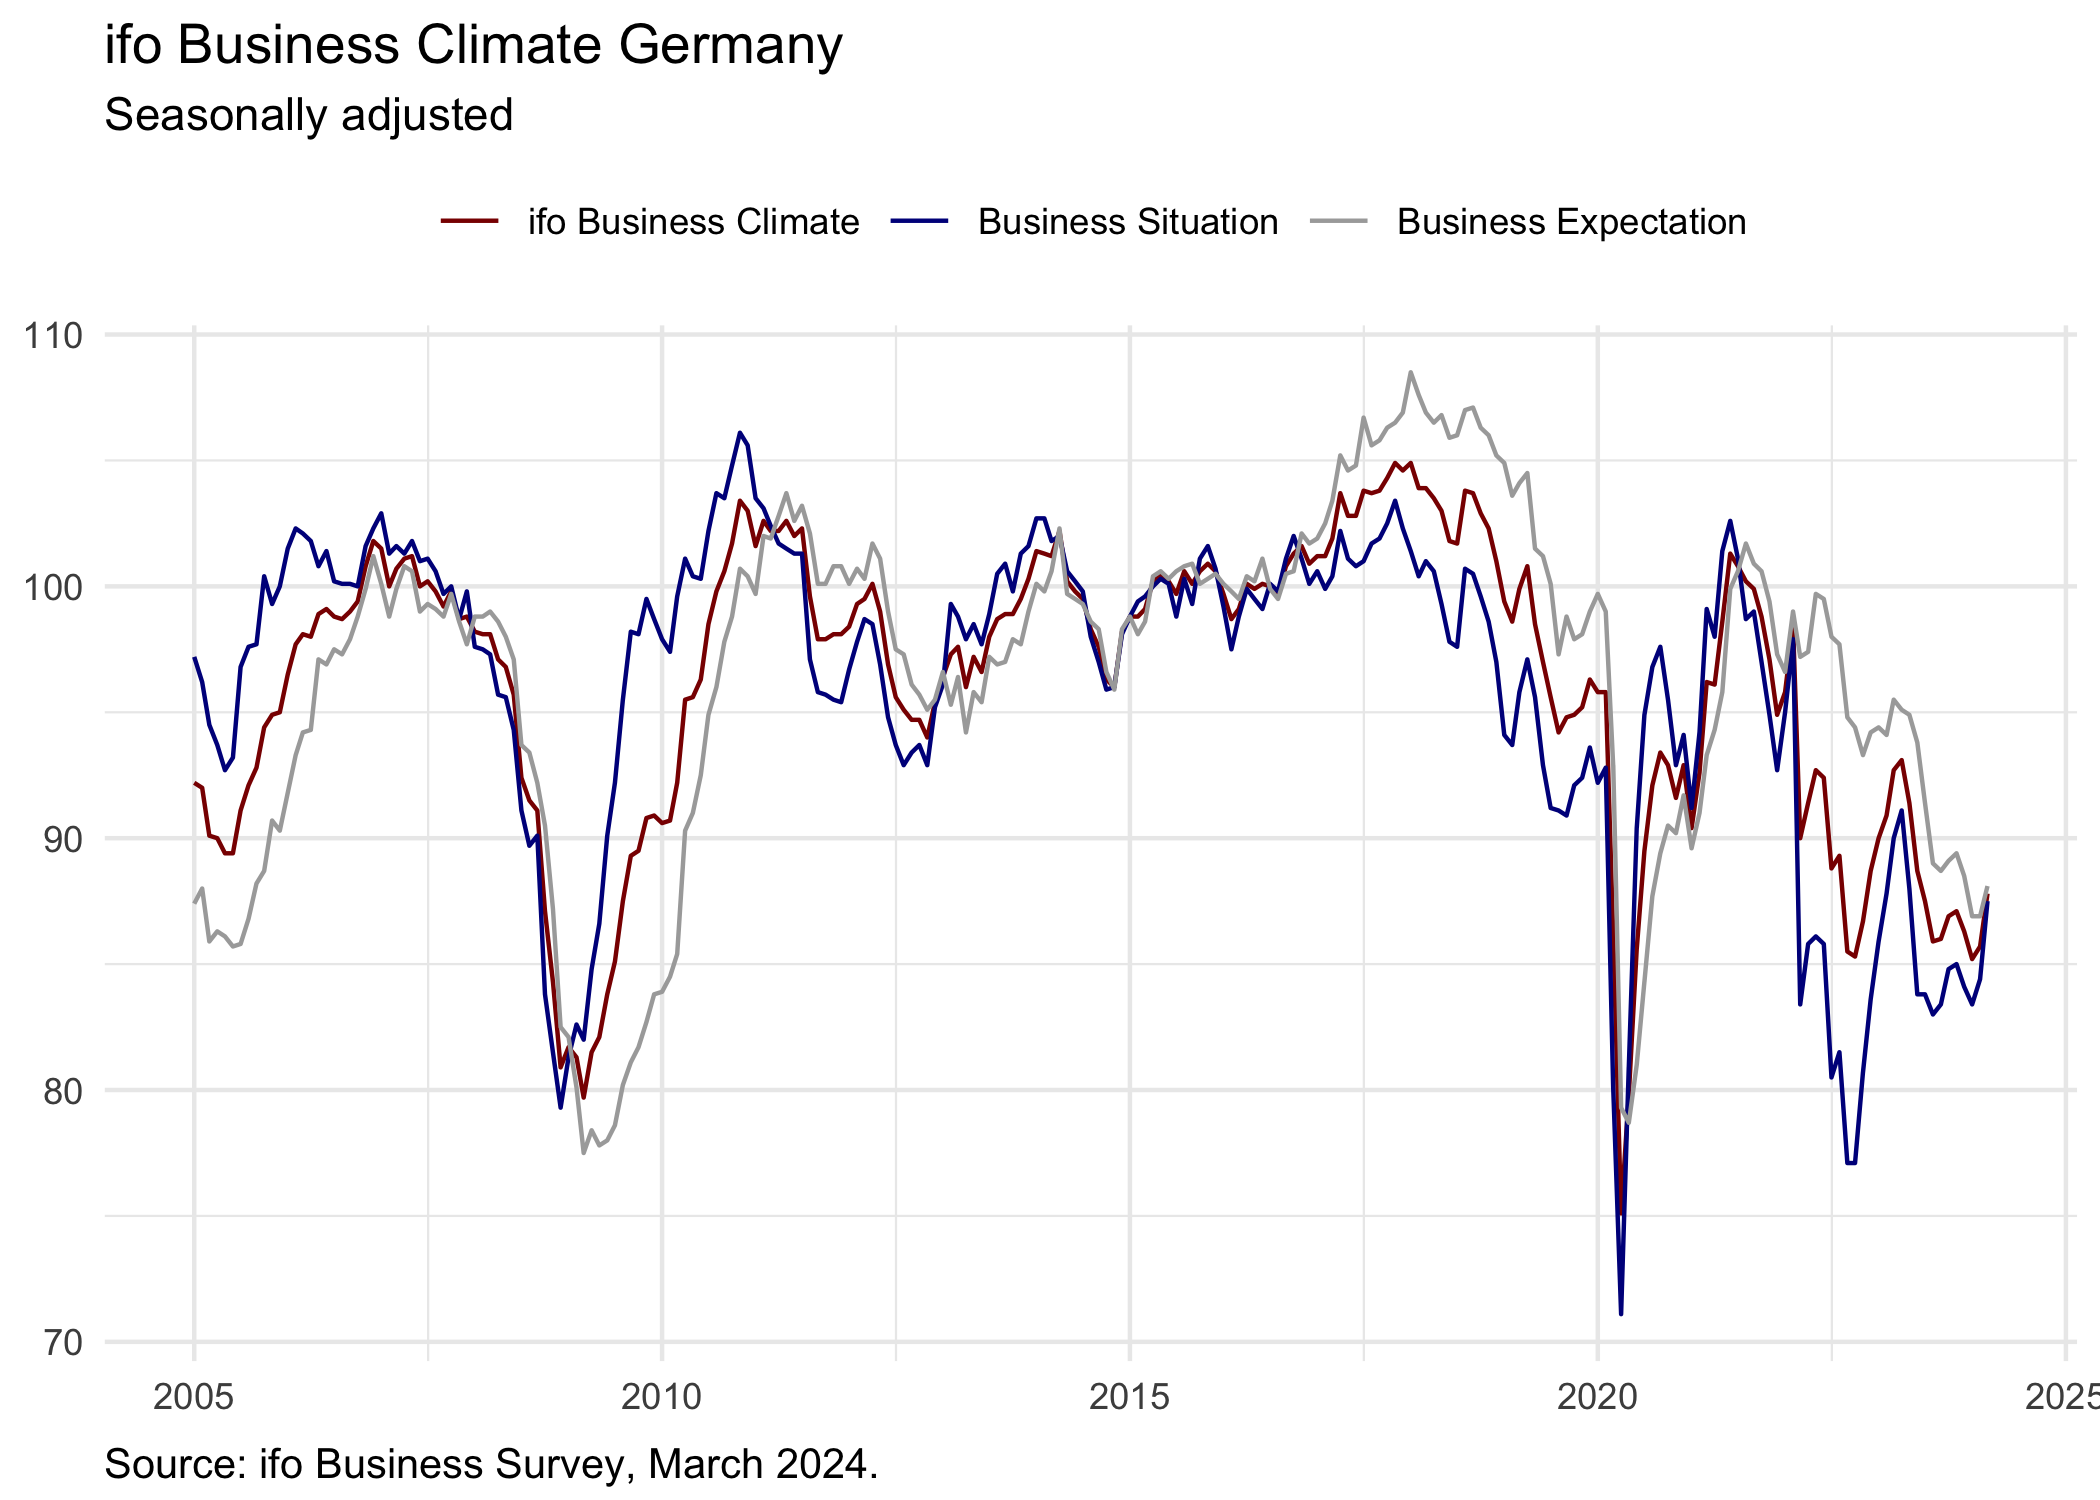 ifo Business Climate Germany
Seasonally adjusted
ifo Business Climate Business Situation Business Expectation
110
100
90
80
70
2005 2010 2015 2020 2025
Source: ifo Business Survey, March 2024.